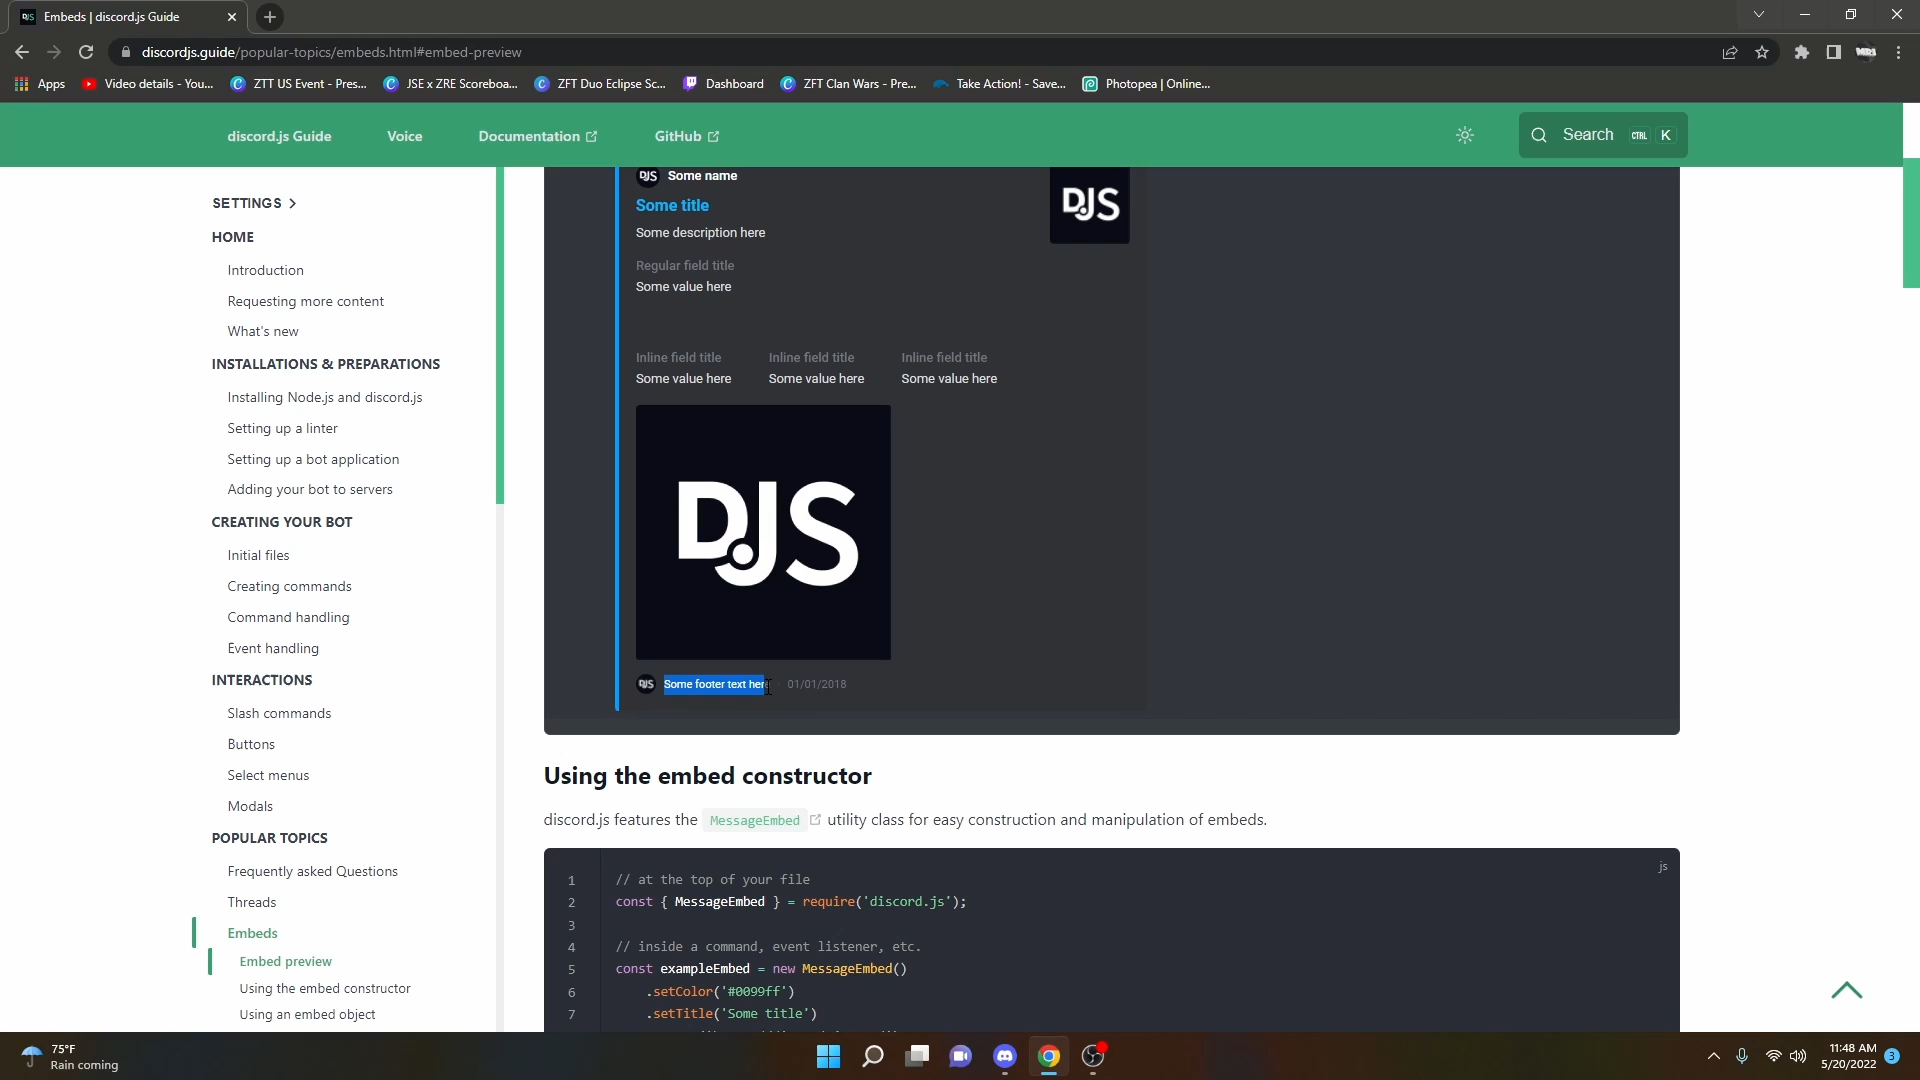 Embeds | discord.js Guide
discordjs.guide/popular-topics/embeds.html#embed-preview
Apps
Video details - You...
ZTT US Event - Pres...
JSE x ZRE Scoreboa...
ZFT Duo Eclipse Sc...
Dashboard
ZFT Clan Wars - Pre...
Take Action! - Save...
Photopea | Online...
discord.js Guide
Voice
Documentation
GitHub
Search CTRL K
SETTINGS
HOME
Introduction
Requesting more content
What's new
INSTALLATIONS & PREPARATIONS
Installing Node.js and discord.js
Setting up a linter
Setting up a bot application
Adding your bot to servers
CREATING YOUR BOT
Initial files
Creating commands
Command handling
Event handling
INTERACTIONS
Slash commands
Buttons
Select menus
Modals
POPULAR TOPICS
Frequently asked Questions
Threads
Embeds
Embed preview
Using the embed constructor
Using an embed object
DJS Some name
DJS
Some title
Some description here
Regular field title
Some value here
Inline field title Inline field title Inline field title
Some value here Some value here Some value here
DJS
DJS Some footer text here 01/01/2018
Using the embed constructor
discord.js features the MessageEmbed utility class for easy construction and manipulation of embeds.
js
1 // at the top of your file
2 const { MessageEmbed } = require('discord.js');
3
4 // inside a command, event listener, etc.
5 const exampleEmbed = new MessageEmbed()
6 .setColor('#0099ff')
7 .setTitle('Some title')
75°F
Rain coming
11:48 AM
5/20/2022
3